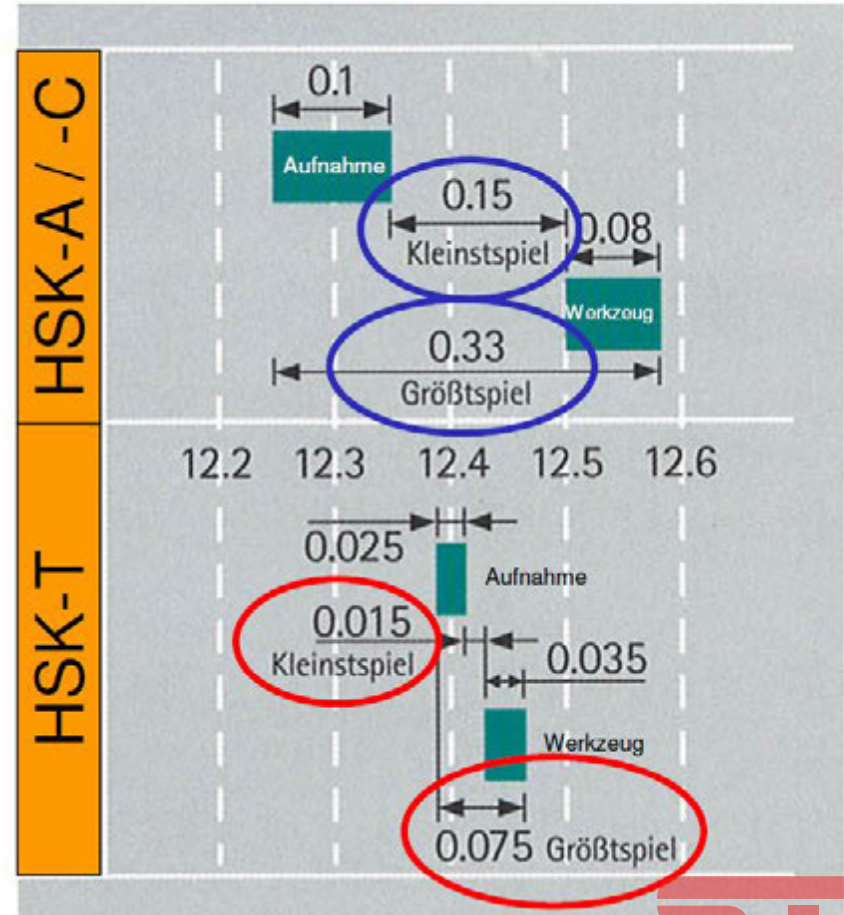 HSK-A / -C
0.1
Aufnahme
0.15
Kleinstspiel
0.08
Werkzeug
0.33
Größtspiel
12.2 12.3 12.4 12.5 12.6
HSK-T
0.025
Aufnahme
0.015
Kleinstspiel
0.035
Werkzeug
0.075 Größtspiel